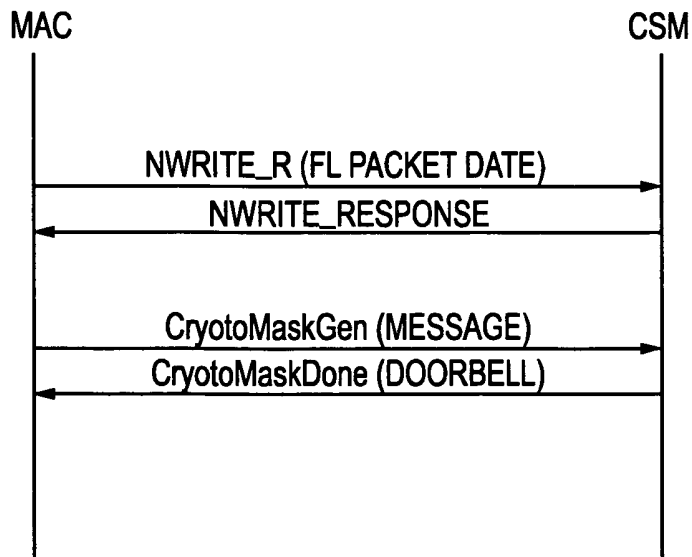 MAC CSM
NWRITE_R (FL PACKET DATE)
NWRITE_RESPONSE
CryotoMaskGen (MESSAGE)
CryotoMaskDone (DOORBELL)